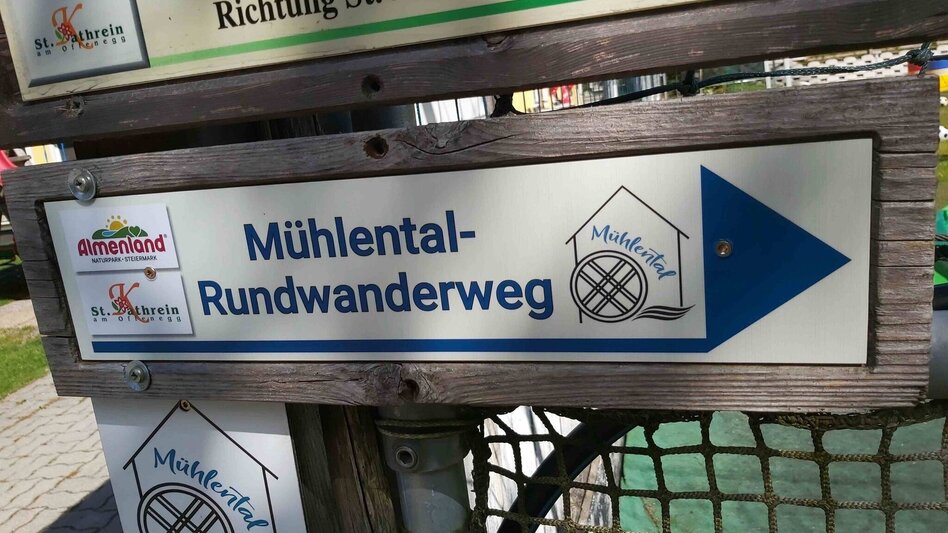 St. Kathrein
am Offenegg
Richtung St.
Almenland®
NATURPARK · STEIERMARK
St. Kathrein
am Offenegg
Mühlental-
Rundwanderweg
Mühlental
Mühlental